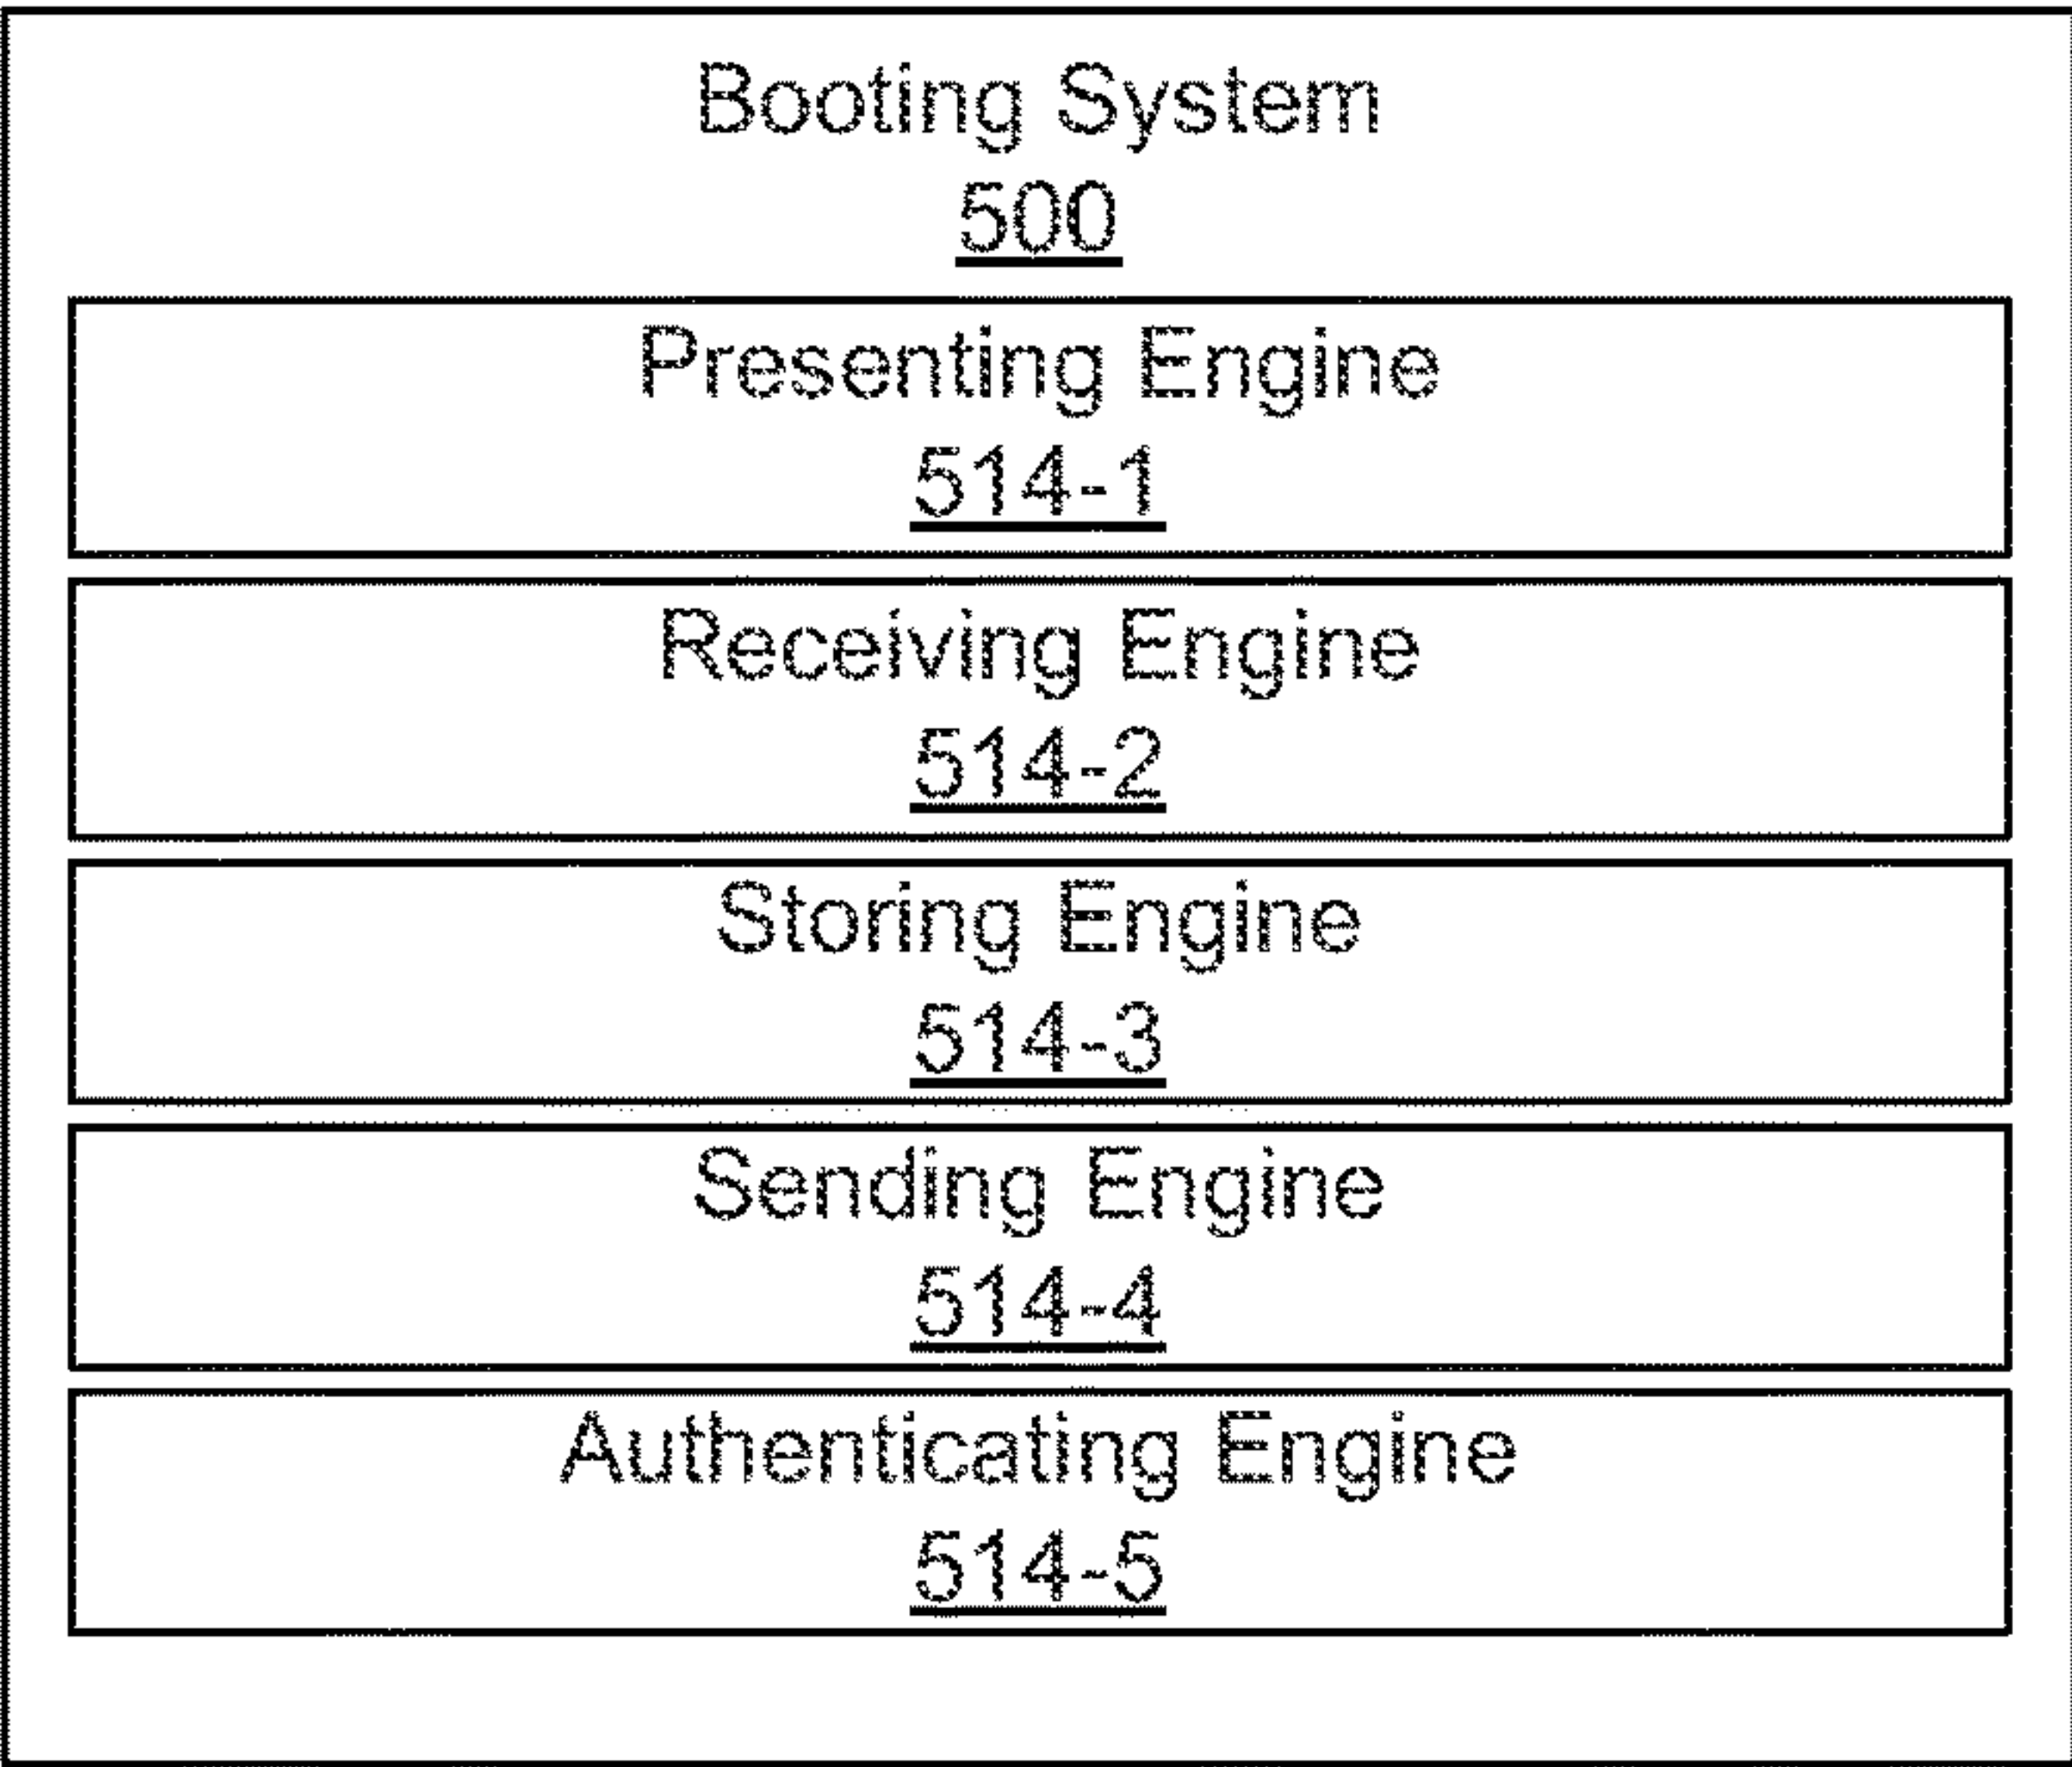 Booting System
500
Presenting Engine
514-1
Receiving Engine
514-2
Storing Engine
514-3
Sending Engine
514-4
Authenticating Engine
514-5